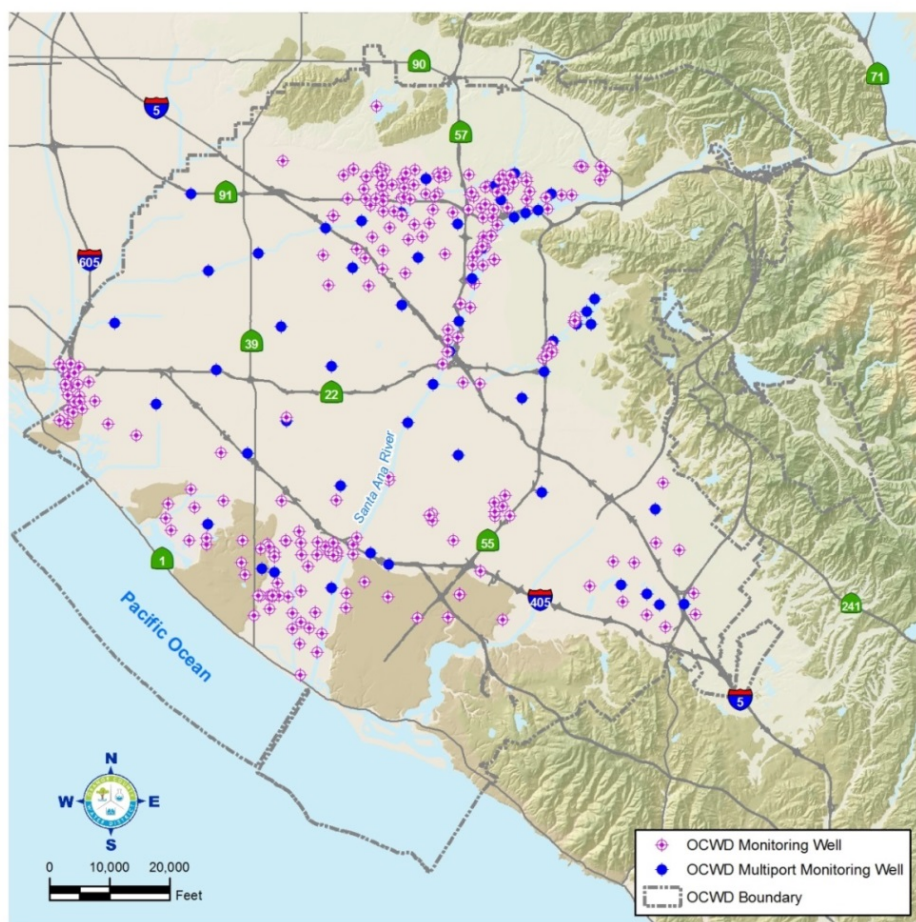 90
71
5
57
91
605
39
22
Santa Ana River
55
1
405
241
Pacific Ocean
5
N
W
E
S
0 10,000 20,000
Feet
OCWD Monitoring Well
OCWD Multiport Monitoring Well
OCWD Boundary